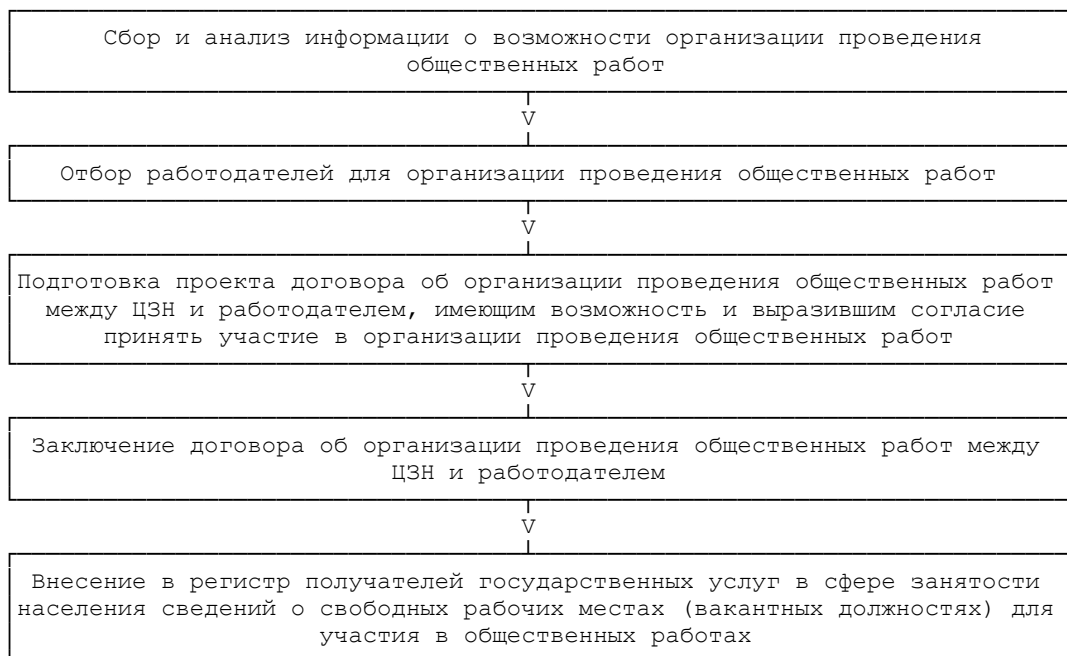 Сбор и анализ информации о возможности организации проведения
общественных работ
V
Отбор работодателей для организации проведения общественных работ
V
Подготовка проекта договора об организации проведения общественных работ
между ЦЗН и работодателем, имеющим возможность и выразившим согласие
принять участие в организации проведения общественных работ
V
Заключение договора об организации проведения общественных работ между
ЦЗН и работодателем
V
Внесение в регистр получателей государственных услуг в сфере занятости
населения сведений о свободных рабочих местах (вакантных должностях) для
участия в общественных работах